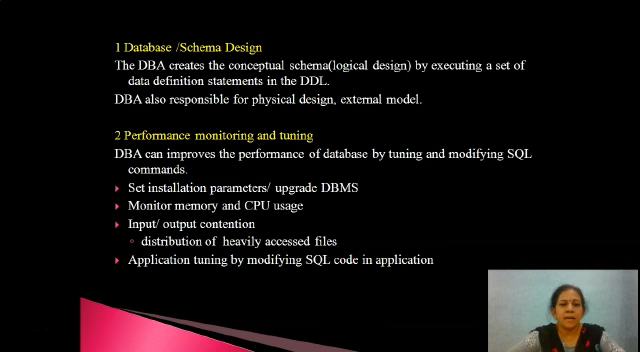 1 Database /Schema Design
The DBA creates the conceptual schema(logical design) by executing a set of
data definition statements in the DDL.
DBA also responsible for physical design, external model.
2 Performance monitoring and tuning
DBA can improves the performance of database by tuning and modifying SQL
commands.
Set installation parameters/ upgrade DBMS
Monitor memory and CPU usage
Input/ output contention
distribution of heavily accessed files
Application tuning by modifying SQL code in application